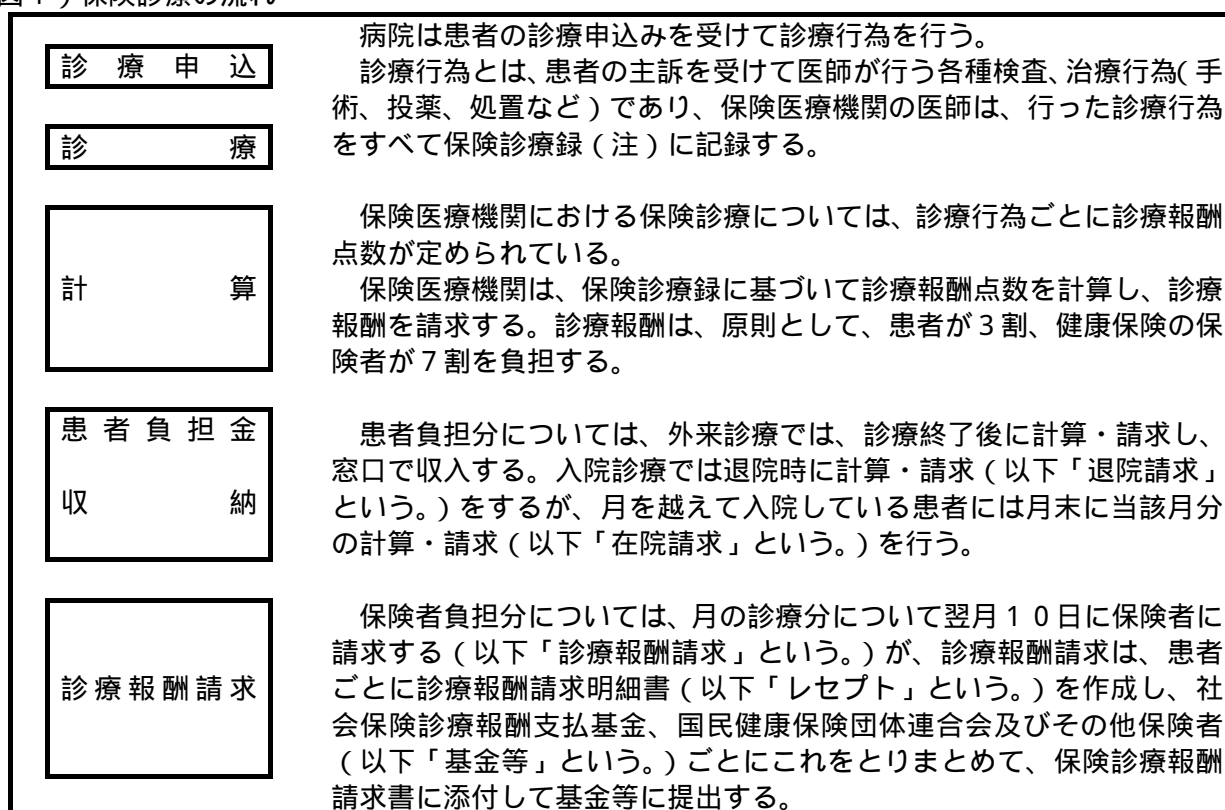 図1）保険診療の流れ
診療申込
病院は患者の診療申込みを受けて診療行為を行う。
診療行為とは、患者の主訴を受けて医師が行う各種検査、治療行為（手
術、投薬、処置など）であり、保険医療機関の医師は、行った診療行為
をすべて保険診療録（注）に記録する。
診療
計算
保険医療機関における保険診療については、診療行為ごとに診療報酬
点数が定められている。
保険医療機関は、保険診療録に基づいて診療報酬点数を計算し、診療
報酬を請求する。診療報酬は、原則として、患者が３割、健康保険の保
険者が７割を負担する。
患者負担金
収納
患者負担分については、外来診療では、診療終了後に計算・請求し、
窓口で収入する。入院診療では退院時に計算・請求（以下「退院請求」
という。）をするが、月を越えて入院している患者には月末に当該月分
の計算・請求（以下「在院請求」という。）を行う。
診療報酬請求
保険者負担分については、月の診療分について翌月１０日に保険者に
請求する（以下「診療報酬請求」という。）が、診療報酬請求は、患者
ごとに診療報酬請求明細書（以下「レセプト」という。）を作成し、社
会保険診療報酬支払基金、国民健康保険団体連合会及びその他保険者
（以下「基金等」という。）ごとにこれをとりまとめて、保険診療報酬
請求書に添付して基金等に提出する。